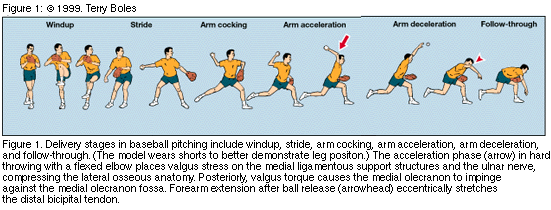 Figure 1: © 1999. Terry Boles
Windup Stride Arm cocking Arm acceleration Arm deceleration Follow-through
Figure 1. Delivery stages in baseball pitching include windup, stride, arm cocking, arm acceleration, arm deceleration,
and follow-through. (The model wears shorts to better demonstrate leg positon.) The acceleration phase (arrow) in hard
throwing with a flexed elbow places valgus stress on the medial ligamentous support structures and the ulnar nerve,
compressing the lateral osseous anatomy. Posteriorly, valgus torque causes the medial olecranon to impinge
against the medial olecranon fossa. Forearm extension after ball release (arrowhead) eccentrically stretches
the distal bicipital tendon.